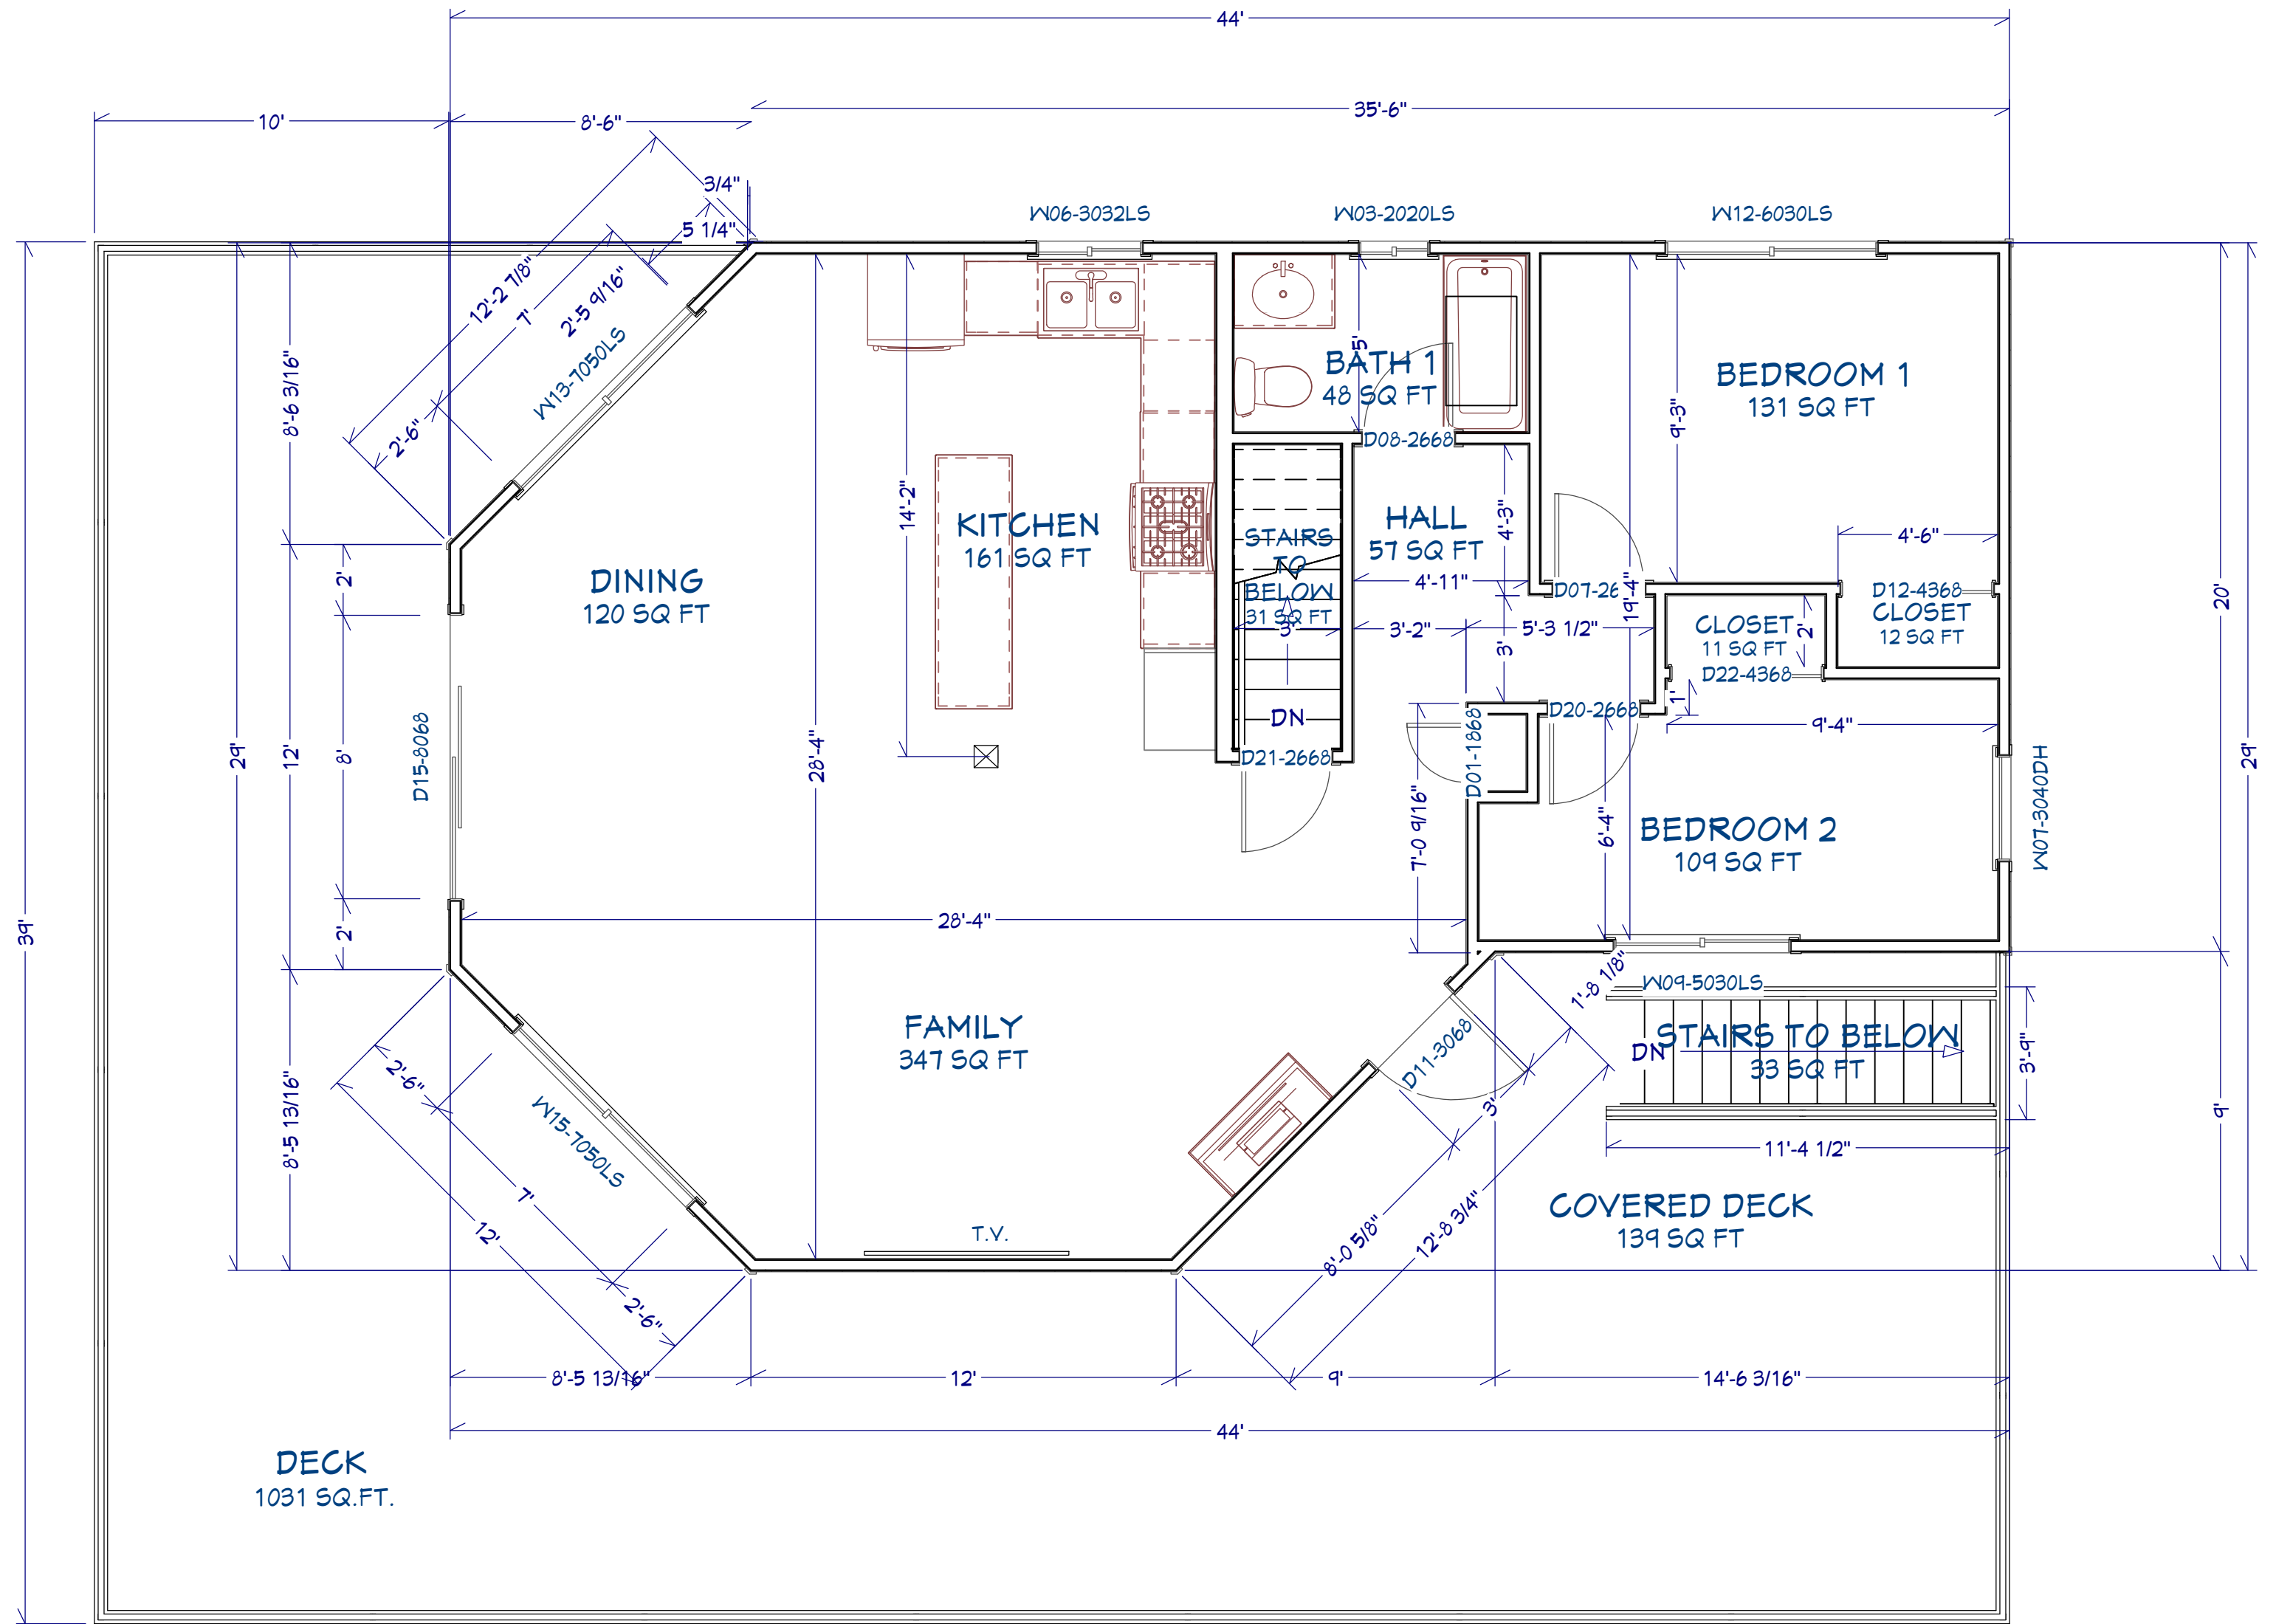 44'
35'-6"
10'
8'-6"
3/4"
5 1/4"
W06-3032LS
W03-2020LS
W12-6030LS
12'-2 7/8"
7'
2'-5 9/16"
W13-7050LS
2'-6"
8'-6 3/16"
5'
BATH 1
48 SQ FT
BEDROOM 1
131 SQ FT
9'-3"
D08-2668
14'-2"
KITCHEN
161 SQ FT
HALL
57 SQ FT
4'-3"
4'-6"
STAIRS
TO
BELOW
31 SQ FT
3'
DINING
120 SQ FT
2'
4'-11"
D07-26
19'-4"
D12-4368
CLOSET
12 SQ FT
CLOSET
11 SQ FT
2'
20'
3'-2"
5'-3 1/2"
3'
D22-4368
1'
D20-2668
9'-4"
DN
D21-2668
D01-1868
29'
12'
8'
D15-8068
28'-4"
7'-0 9/16"
6'-4"
BEDROOM 2
109 SQ FT
W07-3040DH
29'
39'
2'
28'-4"
1'-8 1/8"
W09-5030LS
FAMILY
347 SQ FT
D11-3068
STAIRS TO BELOW
DN
33 SQ FT
3'-9"
9'
2'-6"
8'-5 13/16"
W15-7050LS
3'
11'-4 1/2"
7'
12'
T.V.
8'-0 5/8"
12'-8 3/4"
COVERED DECK
139 SQ FT
2'-6"
8'-5 13/16"
12'
9'
14'-6 3/16"
44'
DECK
1031 SQ.FT.